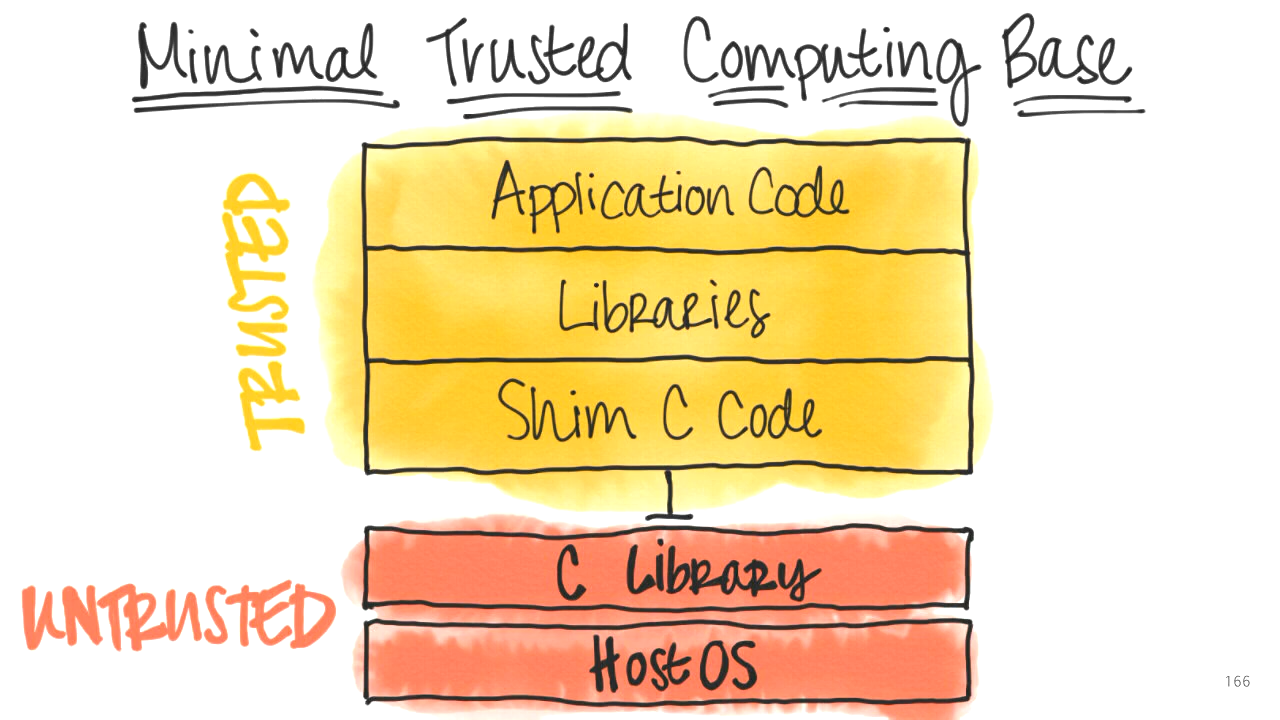 Minimal Trusted Computing Base
TRUSTED
Application Code
Libraries
Shim C Code
UNTRUSTED
C Library
Host OS
166